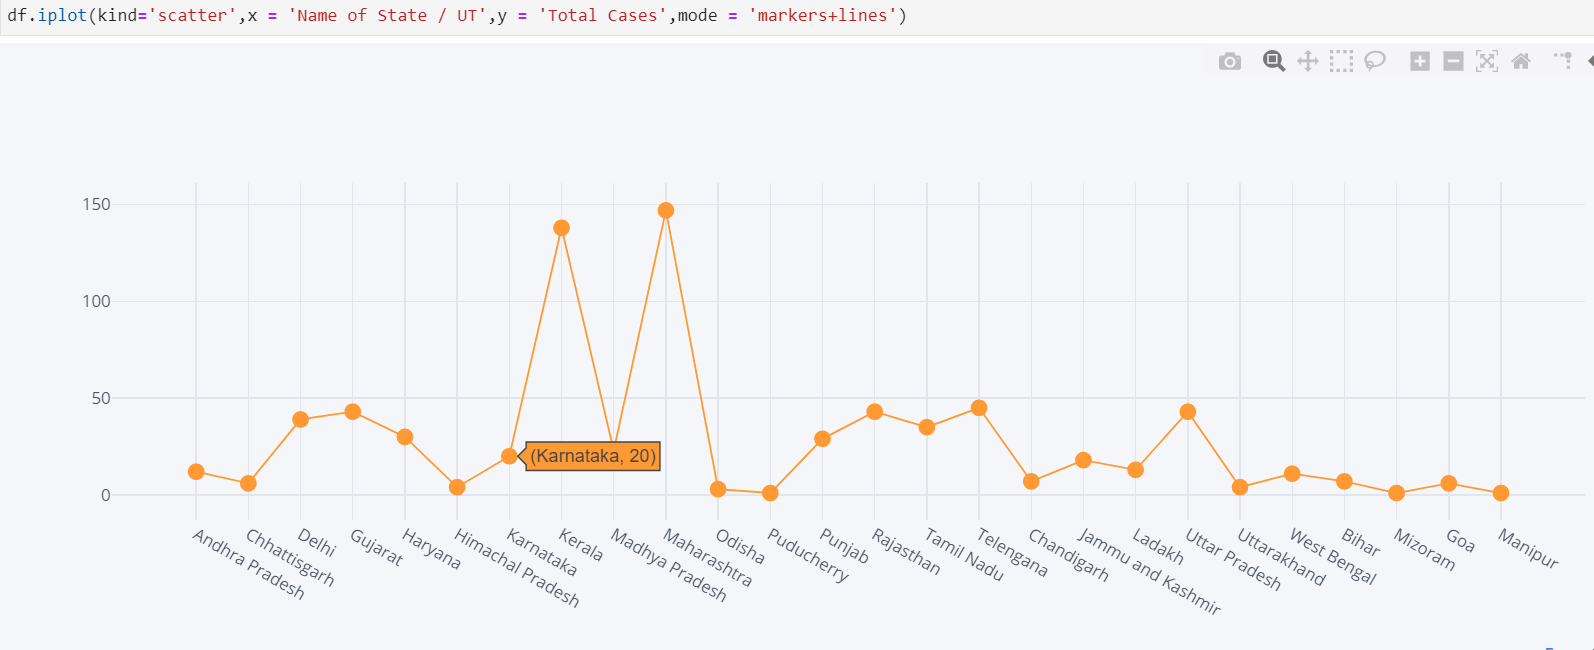 df.iplot(kind='scatter',x = 'Name of State / UT',y = 'Total Cases',mode = 'markers+lines')
150
100
50
0
(Karnataka, 20)
Andhra Pradesh
Chhattisgarh
Delhi
Gujarat
Haryana
Himachal Pradesh
Karnataka
Kerala
Madhya Pradesh
Maharashtra
Odisha
Puducherry
Punjab
Rajasthan
Tamil Nadu
Telengana
Chandigarh
Jammu and Kashmir
Ladakh
Uttar Pradesh
Uttarakhand
West Bengal
Bihar
Mizoram
Goa
Manipur